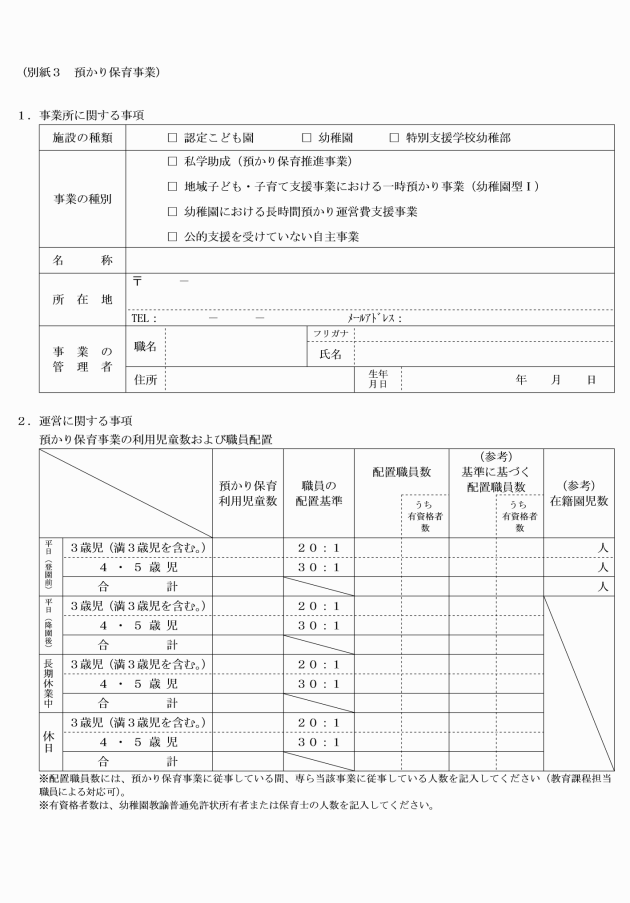 （別紙３　預かり保育事業）
１．事業所に関する事項
施設の種類　□ 認定こども園　□ 幼稚園　□ 特別支援学校幼稚部
事業の種別
□ 私学助成（預かり保育推進事業）
□ 地域子ども・子育て支援事業における一時預かり事業（幼稚園型Ⅰ）
□ 幼稚園における長時間預かり運営費支援事業
□ 公的支援を受けていない自主事業
名　　　称
所　在　地
〒　　　－
TEL：　　　－　　　－　　　ﾒｰﾙｱﾄﾞﾚｽ：
事　業　の
管　理　者
職名
フリガナ
氏名
住所
生年
月日
年　　月　　日
２．運営に関する事項
預かり保育事業の利用児童数および職員配置
預かり保育
利用児童数
職員の
配置基準
配置職員数
うち
有資格者
数
（参考）
基準に基づく
配置職員数
うち
有資格者
数
（参考）
在籍園児数
平日（登園前）
３歳児（満３歳児を含む。）　２０：１　人
４ ・ ５ 歳 児　３０：１　人
合　　　　計　人
平日（降園後）
３歳児（満３歳児を含む。）　２０：１
４ ・ ５ 歳 児　３０：１
合　　　　計
長期休業中
３歳児（満３歳児を含む。）　２０：１
４ ・ ５ 歳 児　３０：１
合　　　　計
休日
３歳児（満３歳児を含む。）　２０：１
４ ・ ５ 歳 児　３０：１
合　　　　計
※配置職員数には、預かり保育事業に従事している間、専ら当該事業に従事している人数を記入してください（教育課程担当
職員による対応可）。
※有資格者数は、幼稚園教諭普通免許状所有者または保育士の人数を記入してください。